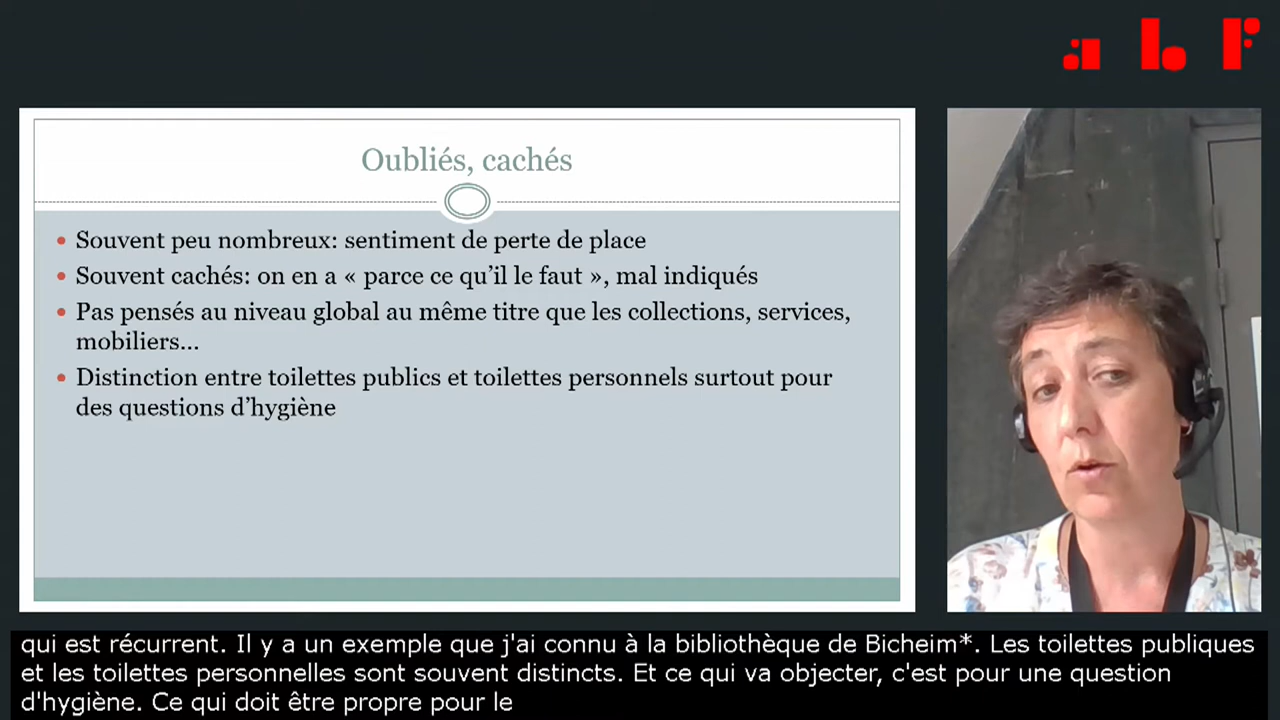 abf
Oubliés, cachés
• Souvent peu nombreux: sentiment de perte de place
• Souvent cachés: on en a « parce ce qu’il le faut », mal indiqués
• Pas pensés au niveau global au même titre que les collections, services,
mobiliers…
• Distinction entre toilettes publics et toilettes personnels surtout pour
des questions d’hygiène
qui est récurrent. Il y a un exemple que j'ai connu à la bibliothèque de Bicheim*. Les toilettes publiques
et les toilettes personnelles sont souvent distincts. Et ce qui va objecter, c'est pour une question
d'hygiène. Ce qui doit être propre pour le